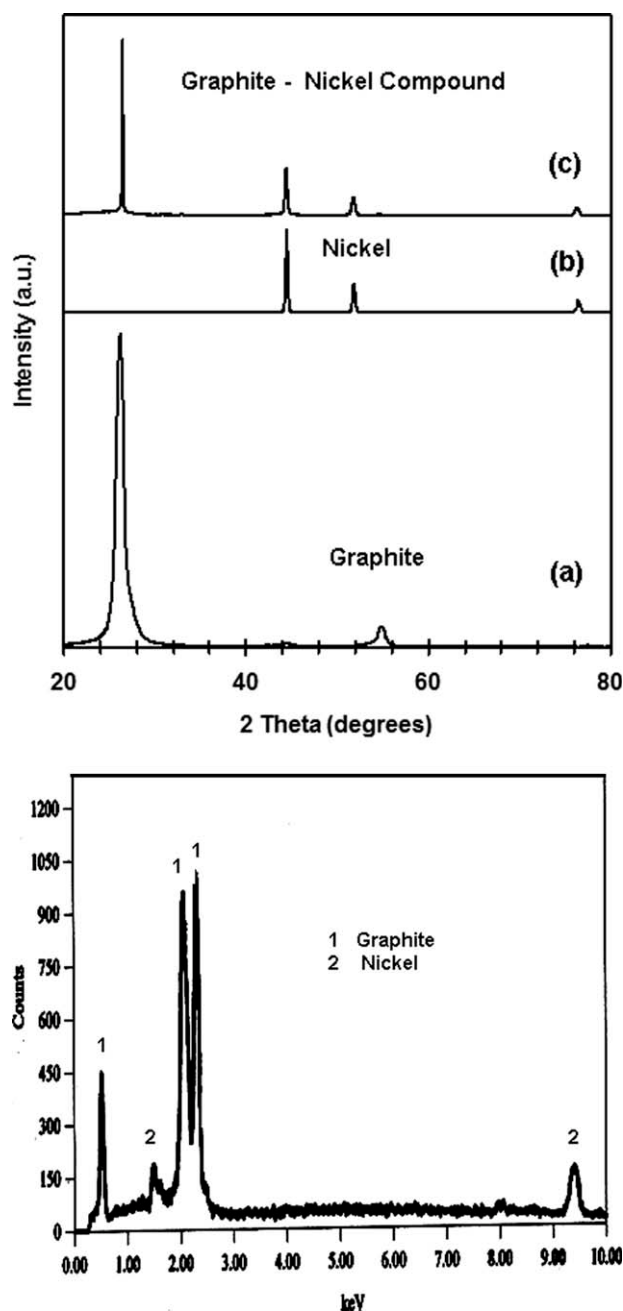 Graphite - Nickel Compound
(c)
Nickel
(b)
Intensity (a.u.)
Graphite
(a)
20 40 60 80
2 Theta (degrees)
1200
1050
900
750
600
450
300
150
0
Counts
1 1
1 Graphite
2 Nickel
1
2 2
0.00 1.00 2.00 3.00 4.00 5.00 6.00 7.00 8.00 9.00 10.00
keV